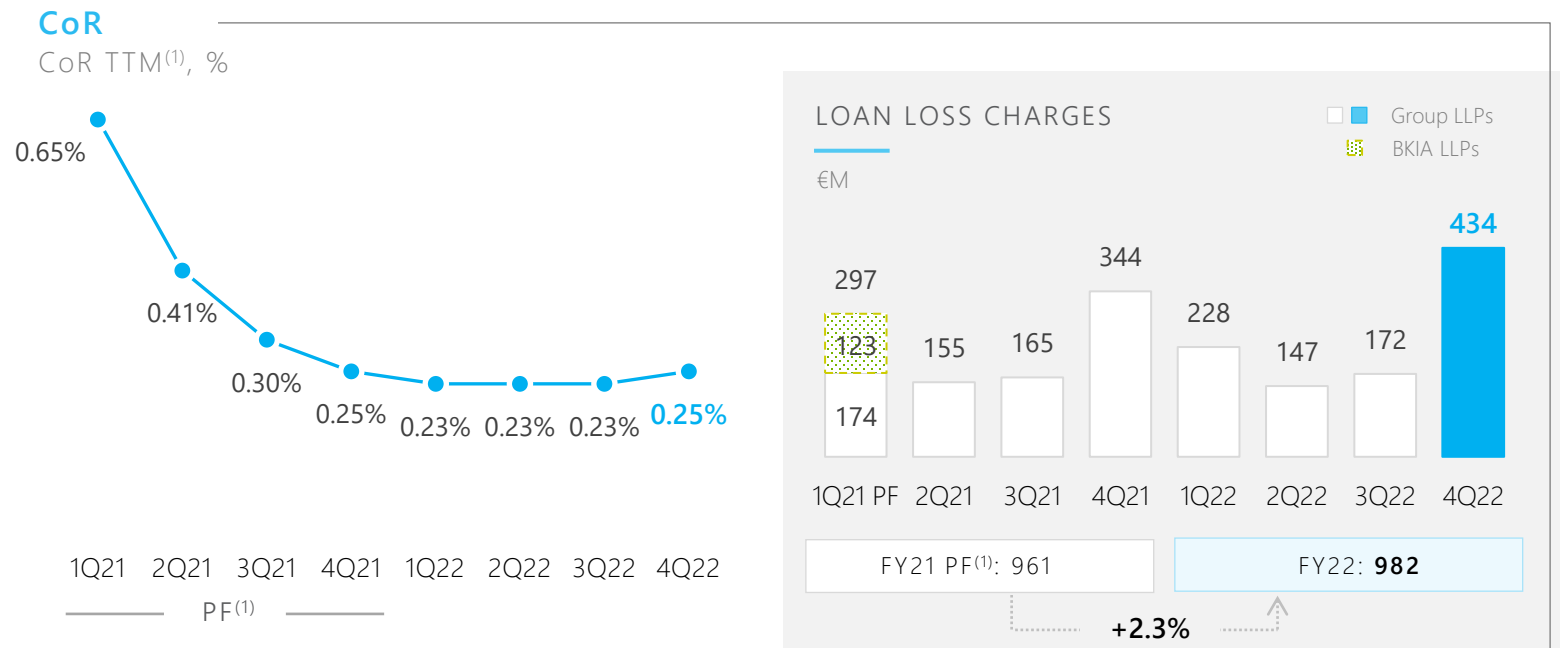 CoR
CoR TTM(1), %
0.65%
0.41%
0.30%
0.25%
0.23%
0.23%
0.23%
0.25%
1Q21 2Q21 3Q21 4Q21 1Q22 2Q22 3Q22 4Q22
PF(1)
LOAN LOSS CHARGES
€M
Group LLPs
BKIA LLPs
297
123
174
155
165
344
228
147
172
434
1Q21 PF 2Q21 3Q21 4Q21 1Q22 2Q22 3Q22 4Q22
FY21 PF(1): 961
FY22: 982
+2.3%